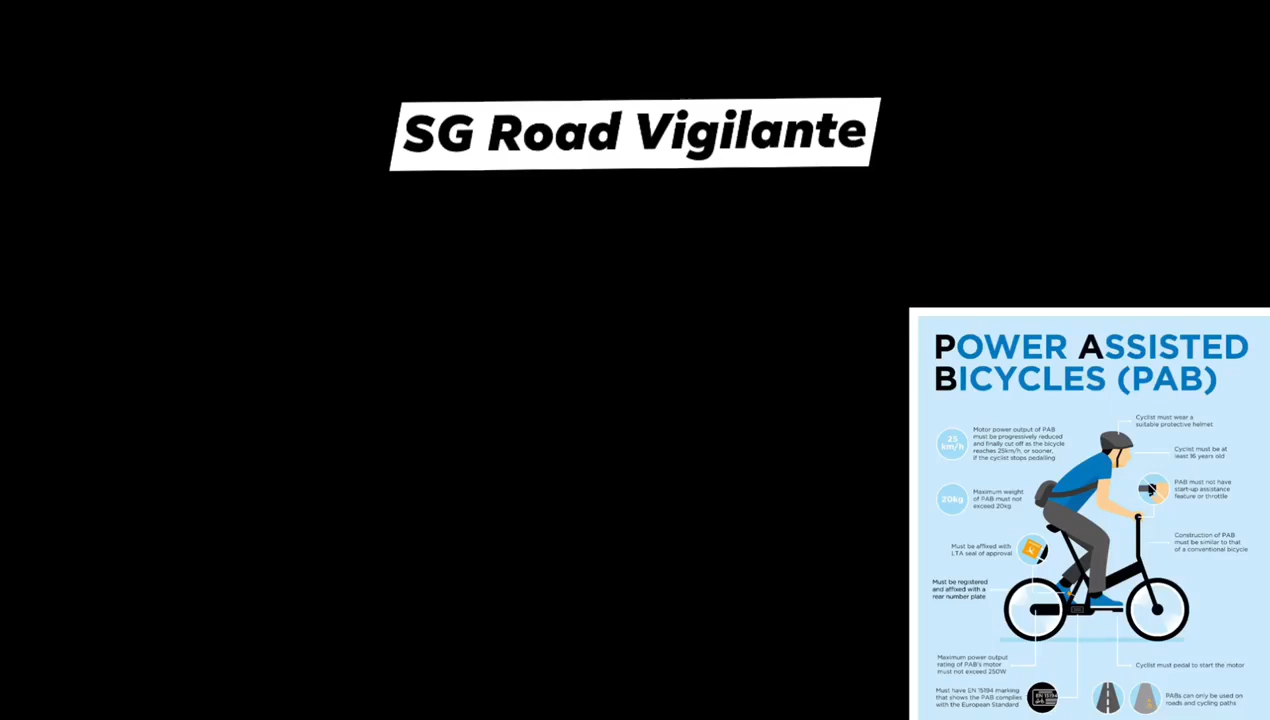 SG Road Vigilante
POWER ASSISTED
BICYCLES (PAB)
Cyclist must wear a
suitable protective helmet
25
km/h
Motor power output of PAB
must be progressively reduced
and finally cut off as the bicycle
reaches 25km/h, or sooner,
if the cyclist stops pedalling
Cyclist must be at
least 16 years old
20kg
Maximum weight
of PAB must not
exceed 20kg
PAB must not have
start-up assistance
feature or throttle
Must be affixed with
LTA seal of approval
Construction of PAB
must be similar to that
of a conventional bicycle
Must be registered
and affixed with a
rear number plate
Maximum power output
rating of PAB's motor
must not exceed 250W
Cyclist must pedal to start the motor
Must have EN 15194 marking
that shows the PAB complies
with the European Standard
EN 15194
PABs can only be used on
roads and cycling paths